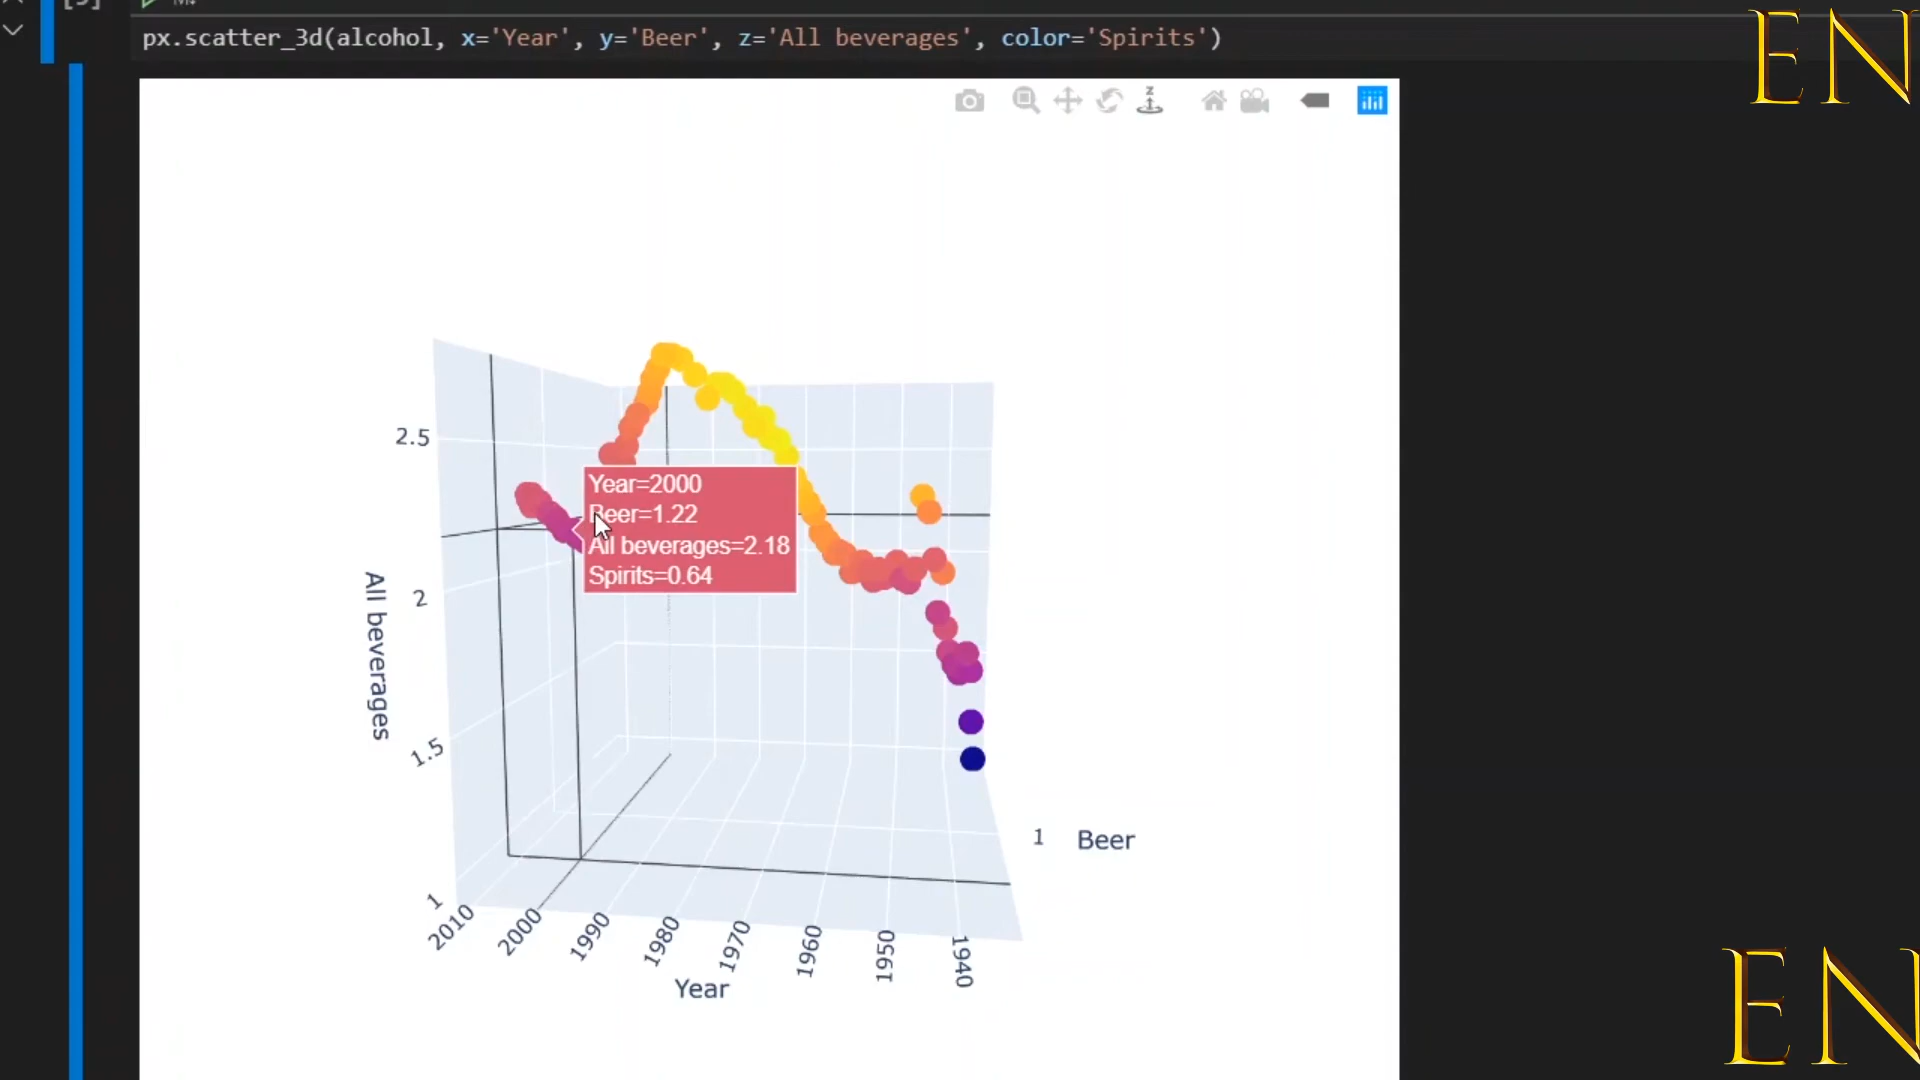 px.scatter_3d(alcohol, x='Year', y='Beer', z='All beverages', color='Spirits')
EN
z
2.5
2
1.5
1
All beverages
Year=2000
Beer=1.22
All beverages=2.18
Spirits=0.64
1 Beer
2010 2000 1990 1980 1970 1960 1950 1940
Year
EN